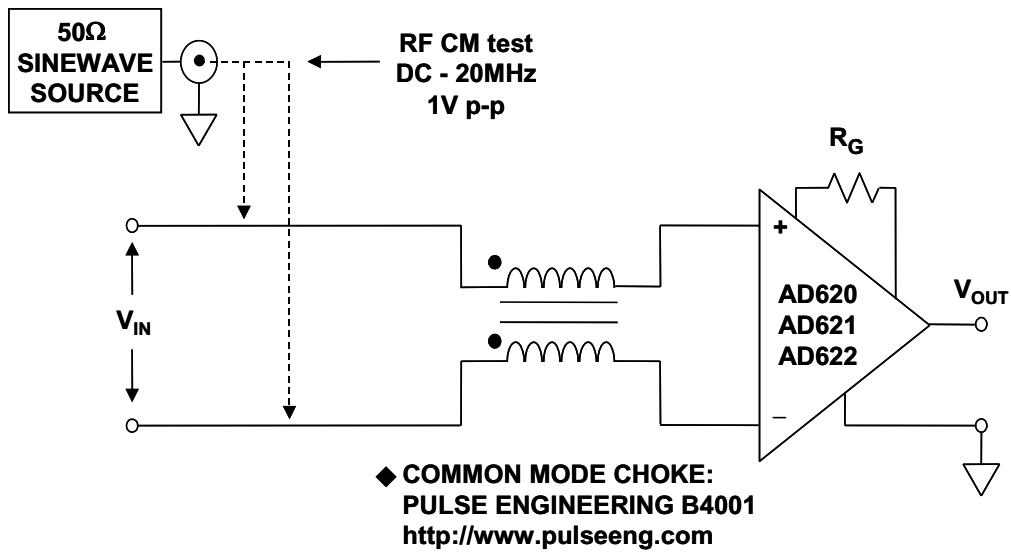 50Ω
SINEWAVE
SOURCE
RF CM test
DC - 20MHz
1V p-p
RG
+
AD620
AD621
AD622
–
VOUT
VIN
◆ COMMON MODE CHOKE:
PULSE ENGINEERING B4001
http://www.pulseeng.com